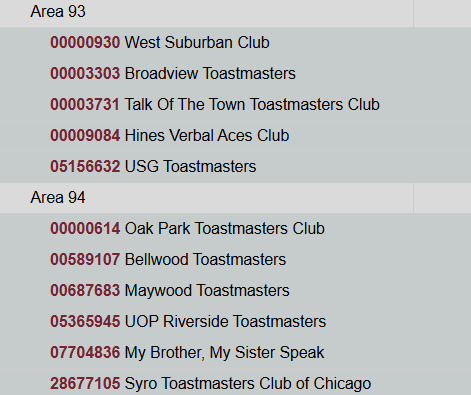 Area 93
00000930 West Suburban Club
00003303 Broadview Toastmasters
00003731 Talk Of The Town Toastmasters Club
00009084 Hines Verbal Aces Club
05156632 USG Toastmasters
Area 94
00000614 Oak Park Toastmasters Club
00589107 Bellwood Toastmasters
00687683 Maywood Toastmasters
05365945 UOP Riverside Toastmasters
07704836 My Brother, My Sister Speak
28677105 Syro Toastmasters Club of Chicago